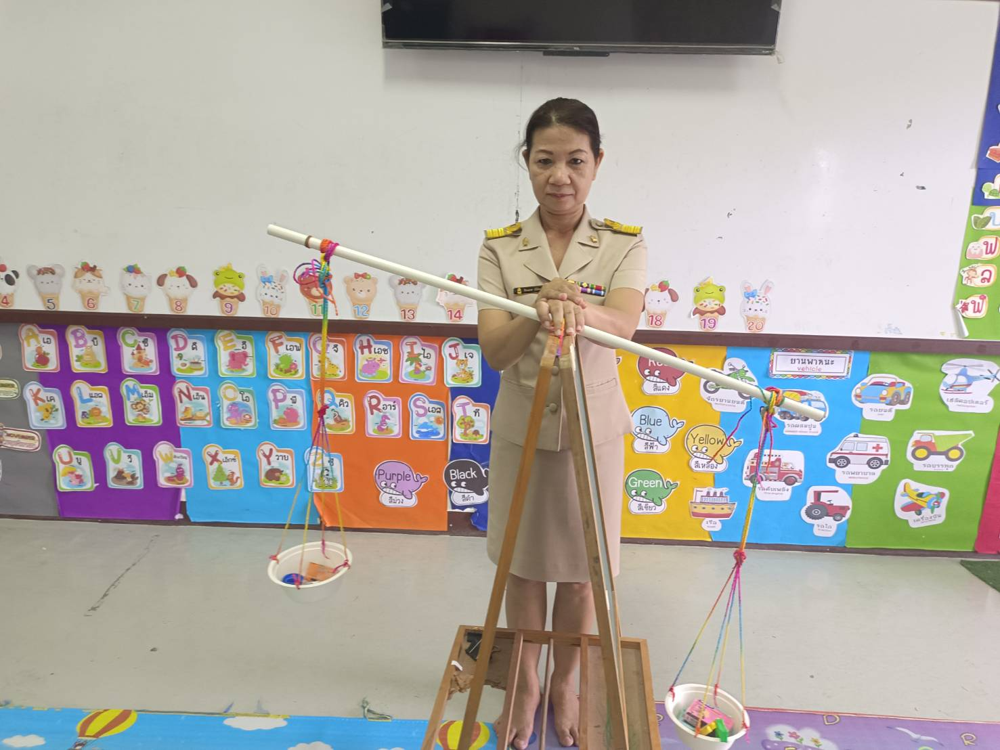 4
5
6
7
8
9
10
11
12
13
14
18
19
20
A เอ
B บี
C ซี
D ดี
E อี
F เอฟ
G จี
H เอช
I ไอ
J เจ
K เค
L แอล
M เอ็ม
N เอ็น
O โอ
P พี
Q คิว
R อาร์
S เอส
T ที
U ยู
V วี
W
X เอ็กซ์
Y วาย
Z ซี
Purple
สีม่วง
Black
สีดำ
Red
สีแดง
Blue
สีฟ้า
Yellow
สีเหลือง
Green
สีเขียว
ยานพาหนะ
vehicle
จักรยานยนต์
รถผสมปูน
รถยนต์
เฮลิคอปเตอร์
รถดับเพลิง
รถพยาบาล
รถบรรทุก
เรือ
รถไถ
เครื่องบิน
บ
ฟ
ล
ฬ
NOVEMBER
D
R